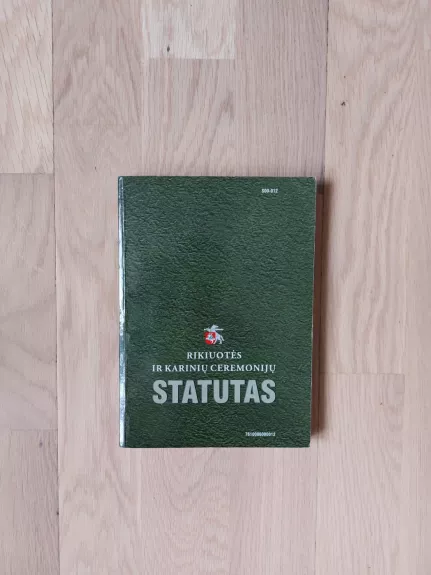 RIKIUOTĖS
IR KARINIŲ CEREMONIJŲ
STATUTAS